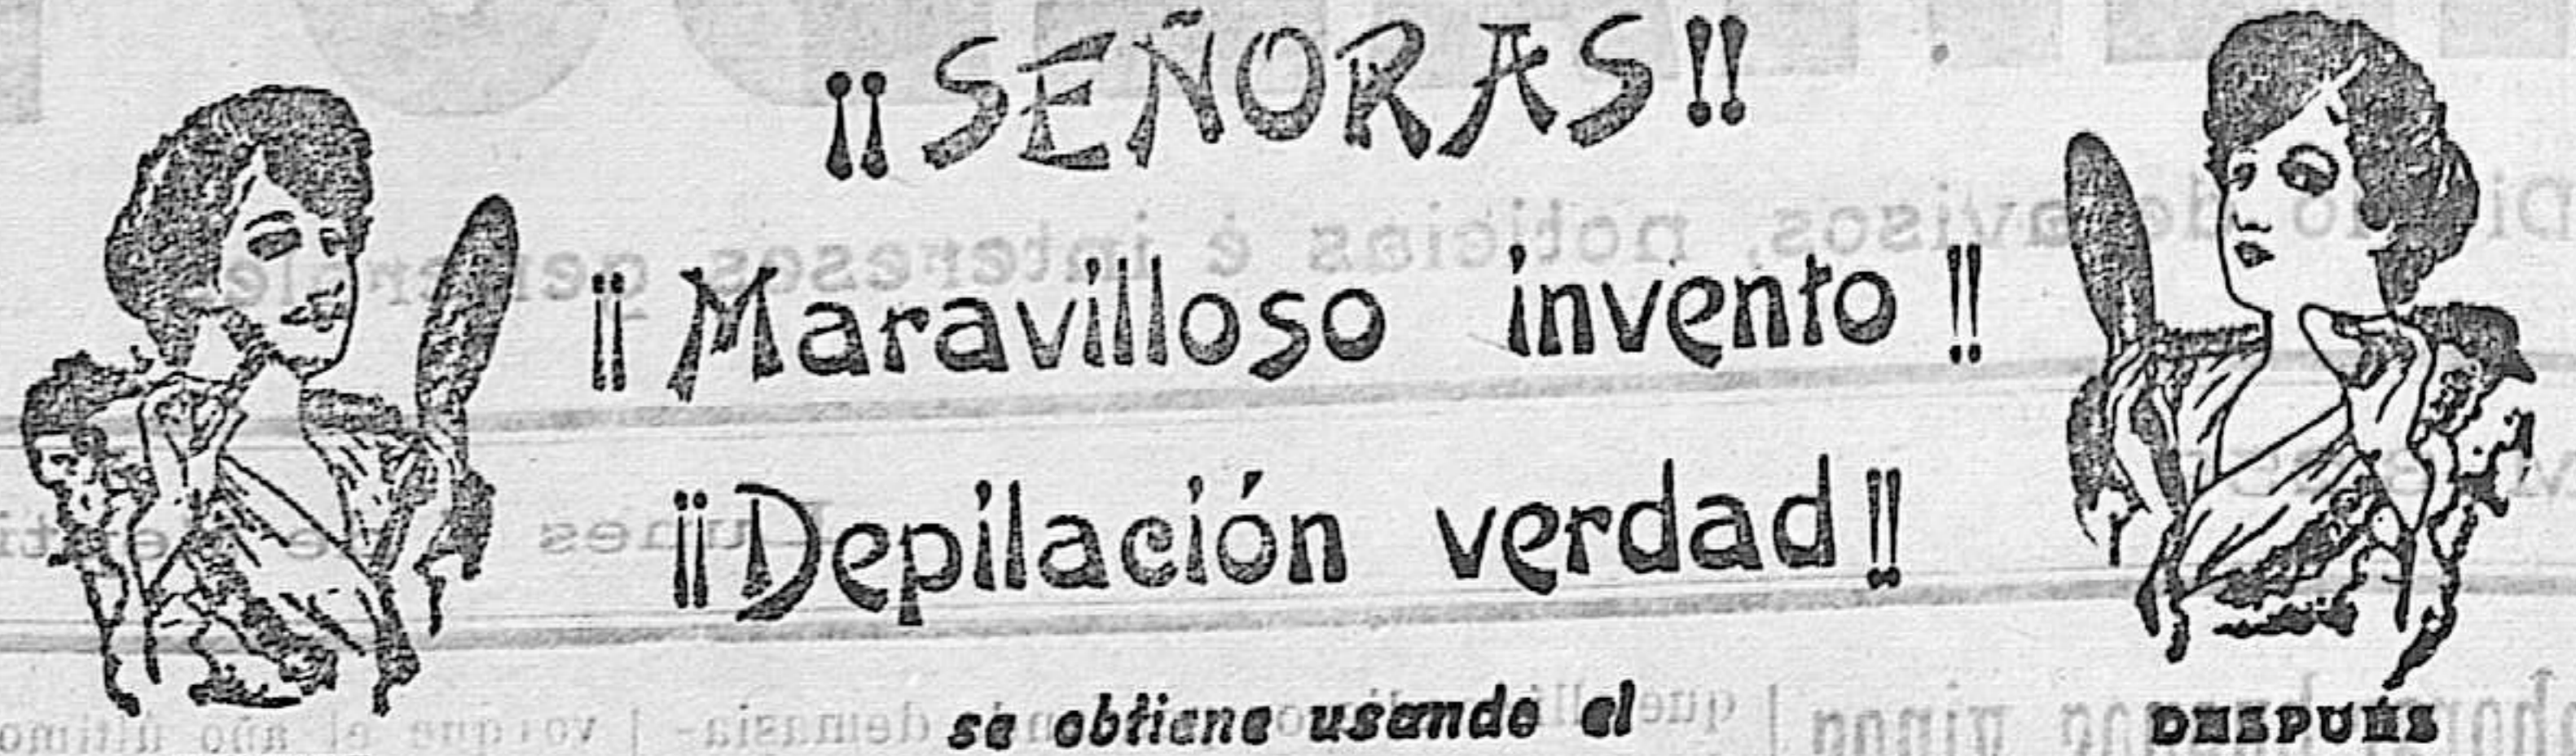 ¡¡SEÑORAS!!
¡¡Maravilloso invento!!
¡¡Depilación verdad!!
se obtiene usando el
DESPUÉS